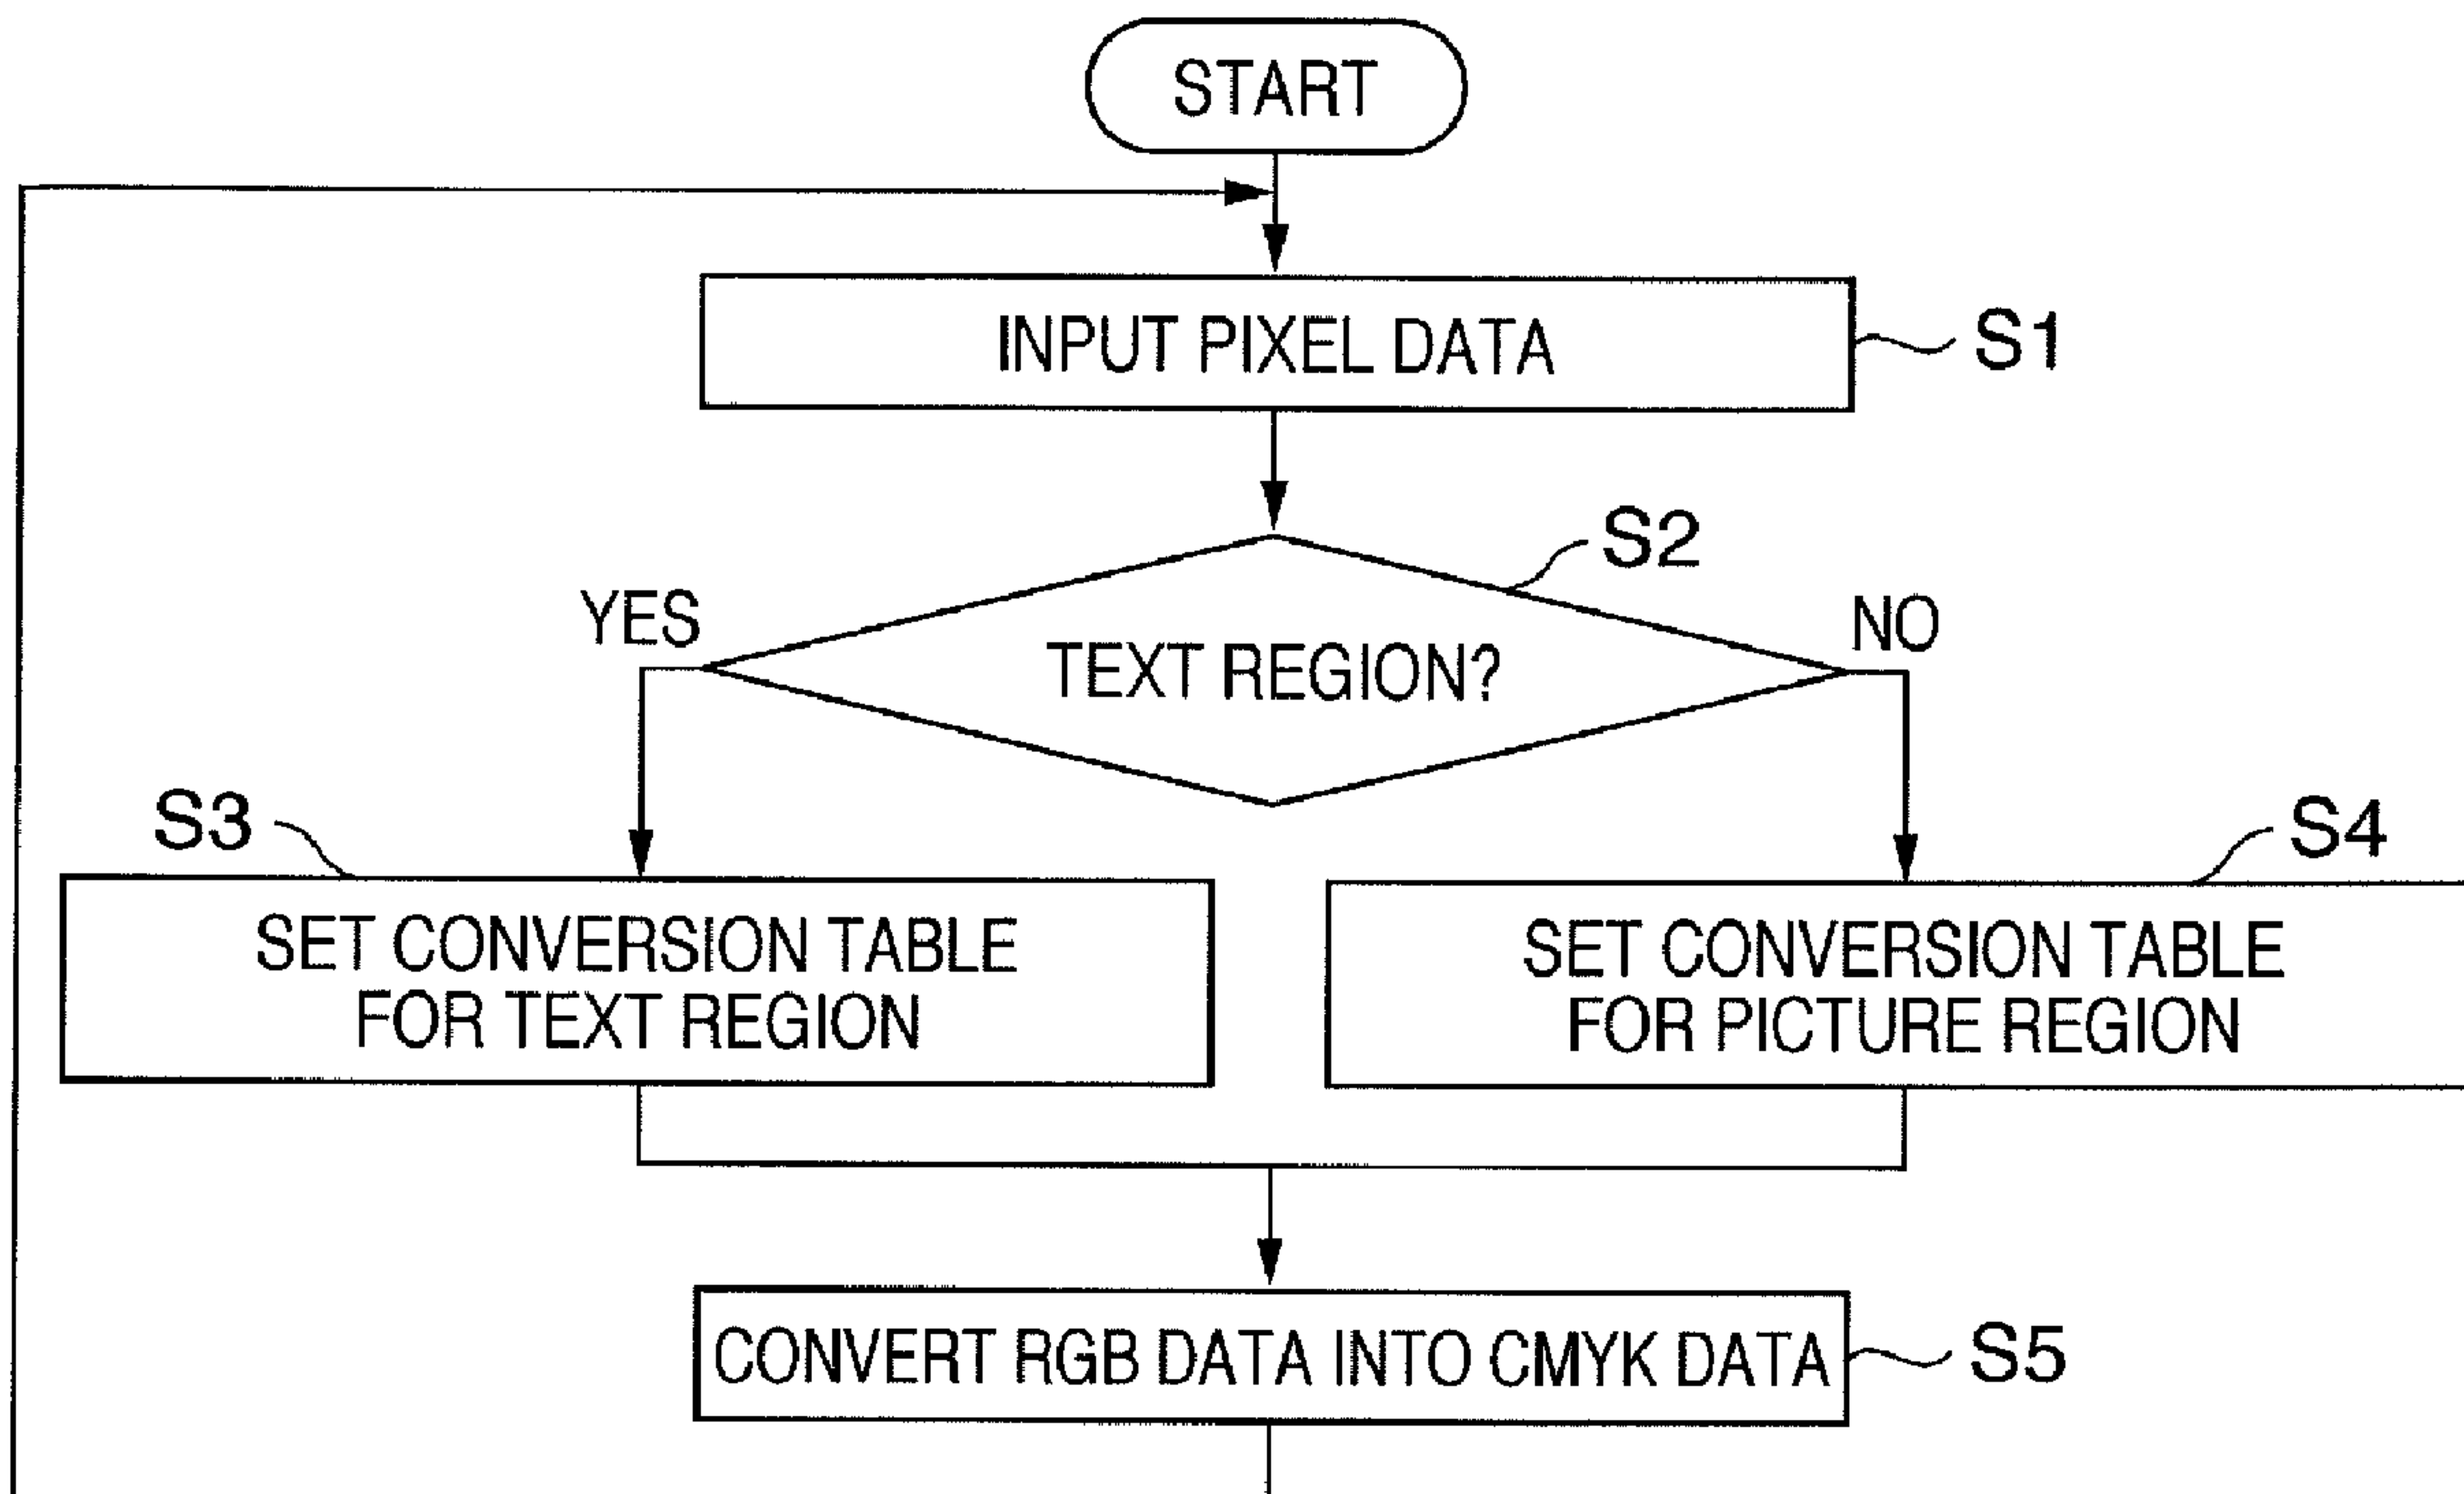 START
INPUT PIXEL DATA
S1
S2
YES
TEXT REGION?
NO
S3
S4
SET CONVERSION TABLE
FOR TEXT REGION
SET CONVERSION TABLE
FOR PICTURE REGION
CONVERT RGB DATA INTO CMYK DATA
S5